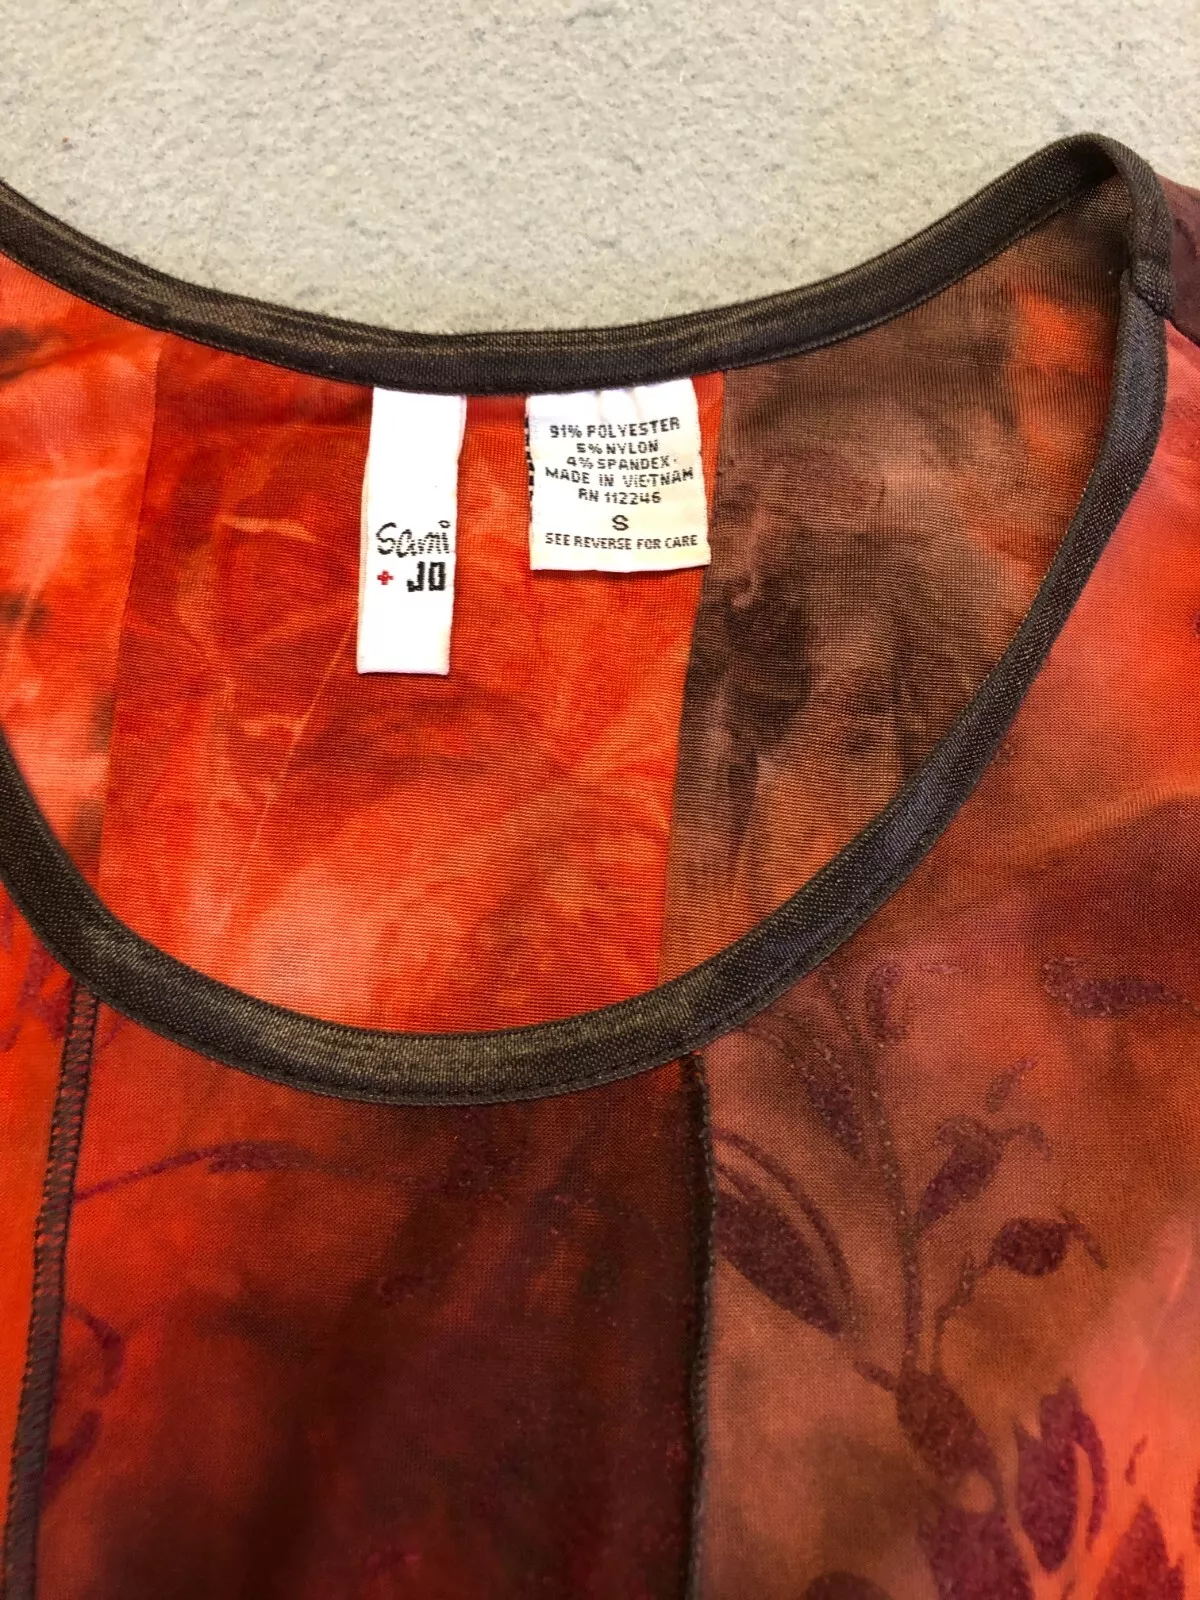 Sami
+ JO
91% POLYESTER
5% NYLON
4% SPANDEX
MADE IN VIETNAM
RN 112246
S
SEE REVERSE FOR CARE